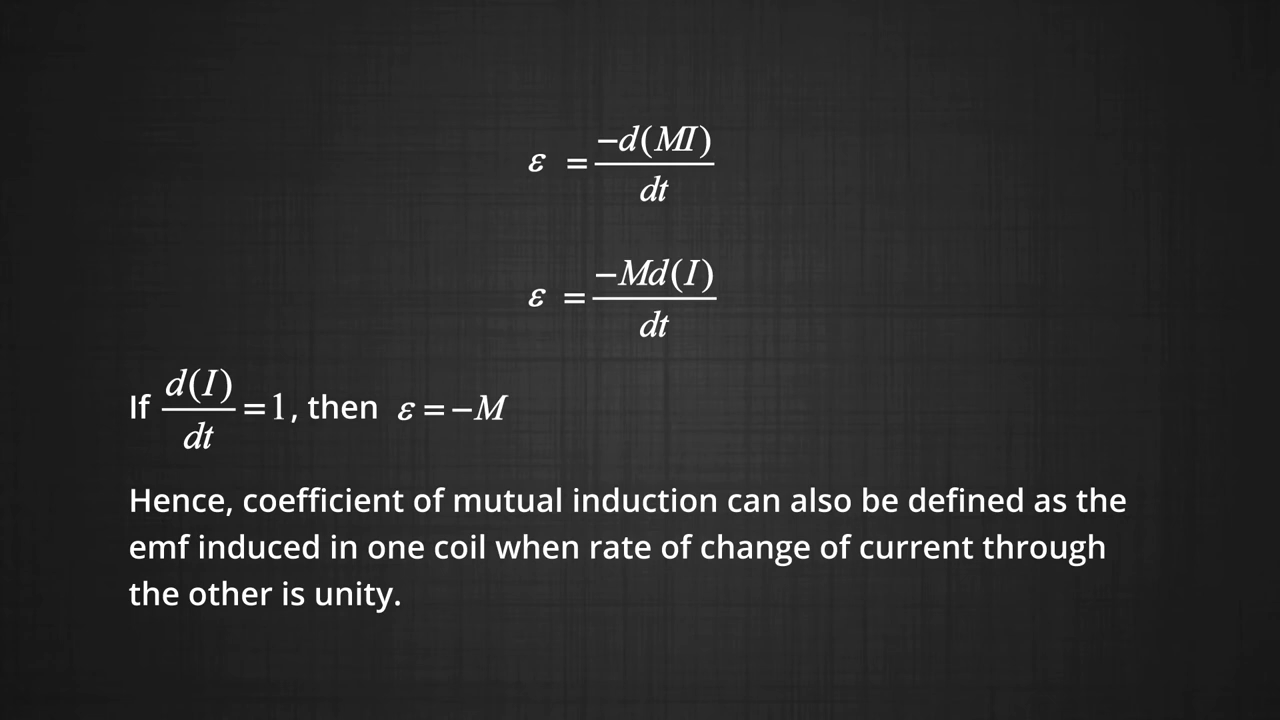 ε = −d(MI)/dt
ε = −Md(I)/dt
If d(I)/dt = 1, then ε = −M
Hence, coefficient of mutual induction can also be defined as the
emf induced in one coil when rate of change of current through
the other is unity.